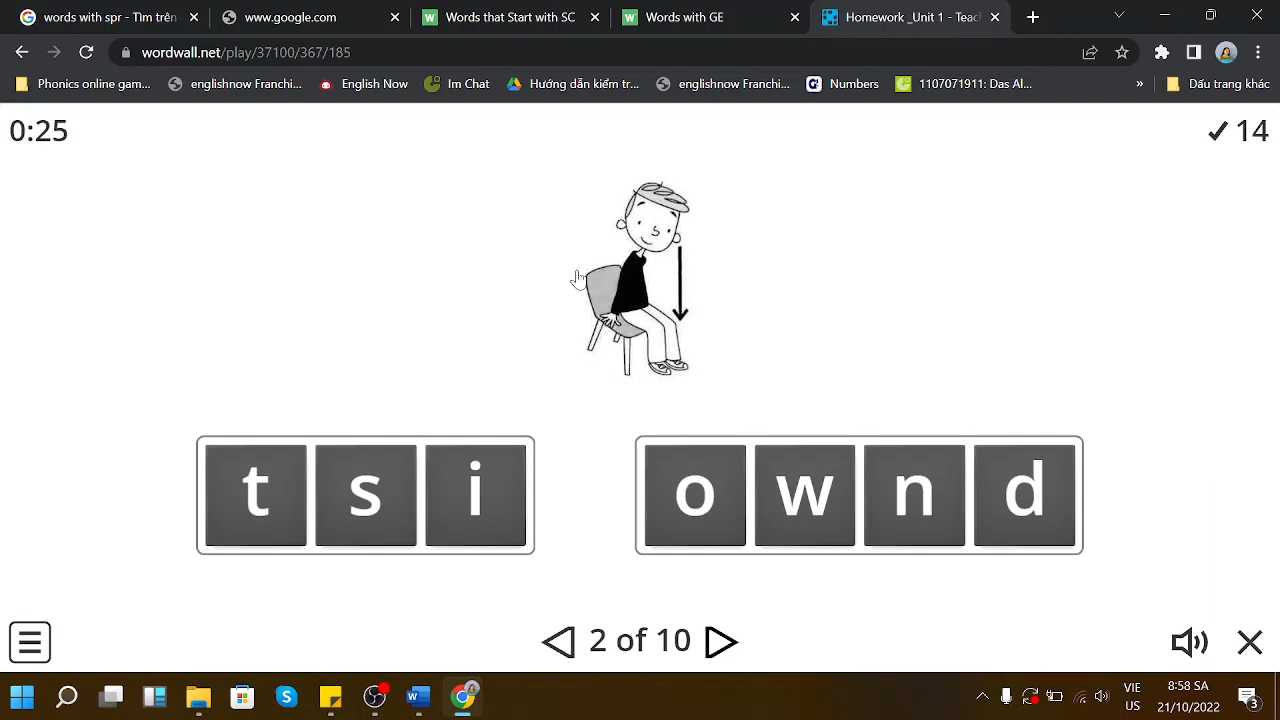 words with spr - Tìm trên
www.google.com
Words that Start with SC
Words with GE
Homework _Unit 1 - Teach
wordwall.net/play/37100/367/185
Phonics online gam...
englishnow Franchi...
English Now
Im Chat
Hướng dẫn kiểm tr...
englishnow Franchi...
Numbers
1107071911: Das Al...
»
Dấu trang khác
0:25
14
t s i o w n d
2 of 10
VIE
US
8:58 SA
21/10/2022
3